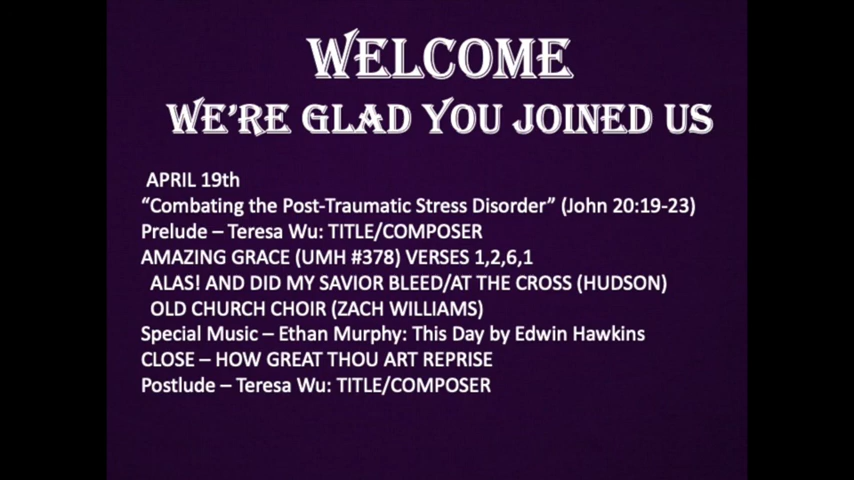 WELCOME
WE’RE GLAD YOU JOINED US
APRIL 19th
“Combating the Post-Traumatic Stress Disorder” (John 20:19-23)
Prelude – Teresa Wu: TITLE/COMPOSER
AMAZING GRACE (UMH #378) VERSES 1,2,6,1
ALAS! AND DID MY SAVIOR BLEED/AT THE CROSS (HUDSON)
OLD CHURCH CHOIR (ZACH WILLIAMS)
Special Music – Ethan Murphy: This Day by Edwin Hawkins
CLOSE – HOW GREAT THOU ART REPRISE
Postlude – Teresa Wu: TITLE/COMPOSER